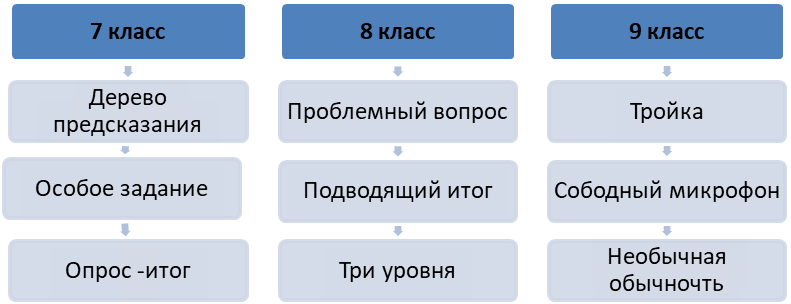 7 класс
Дерево
предсказания
Особое задание
Опрос -итог
8 класс
Проблемный вопрос
Подводящий итог
Три уровня
9 класс
Тройка
Сободный микрофон
Необычная
обычночть